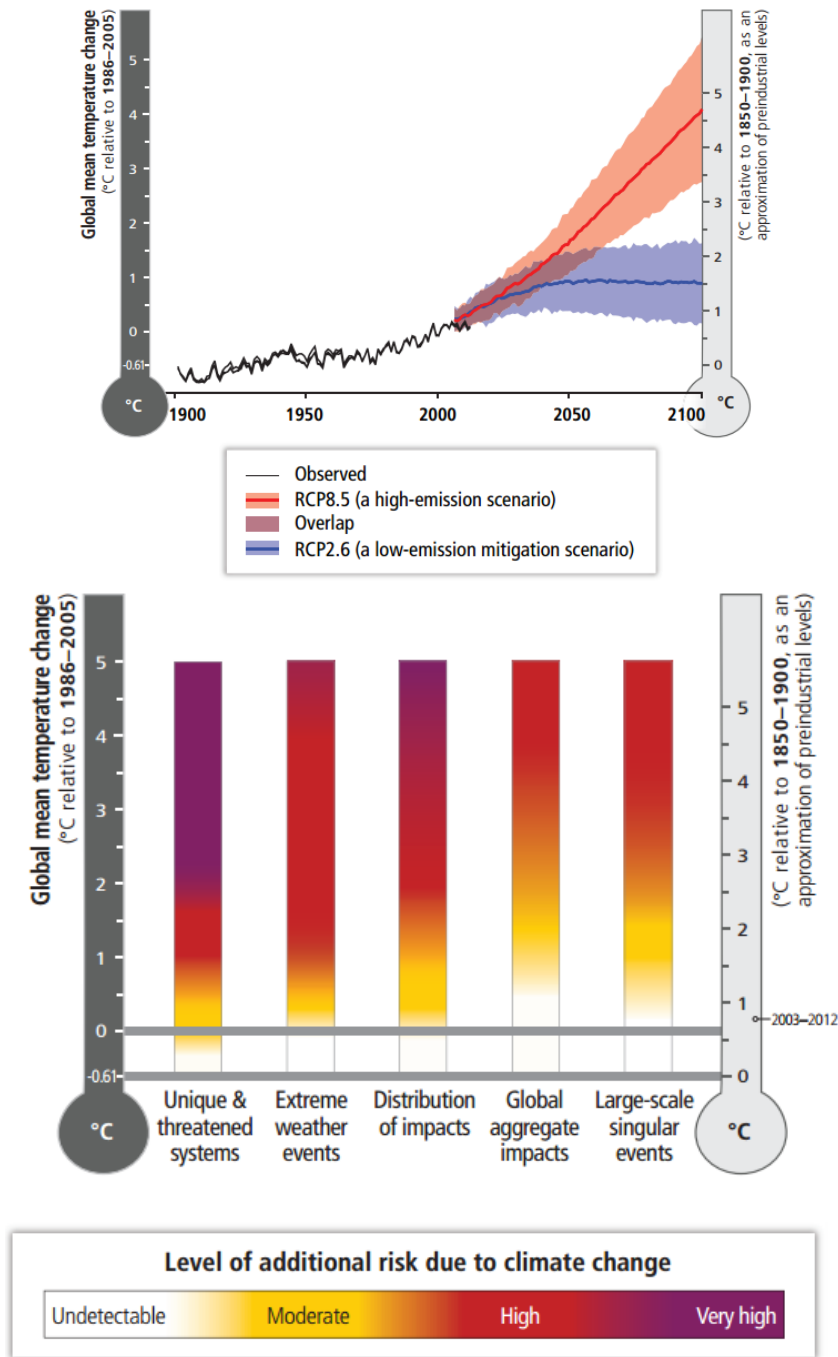 Global mean temperature change
(°C relative to 1986–2005)
5
4
3
2
1
0
-0.61
°C
(°C relative to 1850–1900, as an
approximation of preindustrial levels)
5
4
3
2
1
0
°C
1900
1950
2000
2050
2100
Observed
RCP8.5 (a high-emission scenario)
Overlap
RCP2.6 (a low-emission mitigation scenario)
Global mean temperature change
(°C relative to 1986–2005)
5
4
3
2
1
0
-0.61
°C
(°C relative to 1850–1900, as an
approximation of preindustrial levels)
5
4
3
2
1
2003–2012
0
°C
Unique &
threatened
systems
Extreme
weather
events
Distribution
of impacts
Global
aggregate
impacts
Large-scale
singular
events
Level of additional risk due to climate change
Undetectable
Moderate
High
Very high